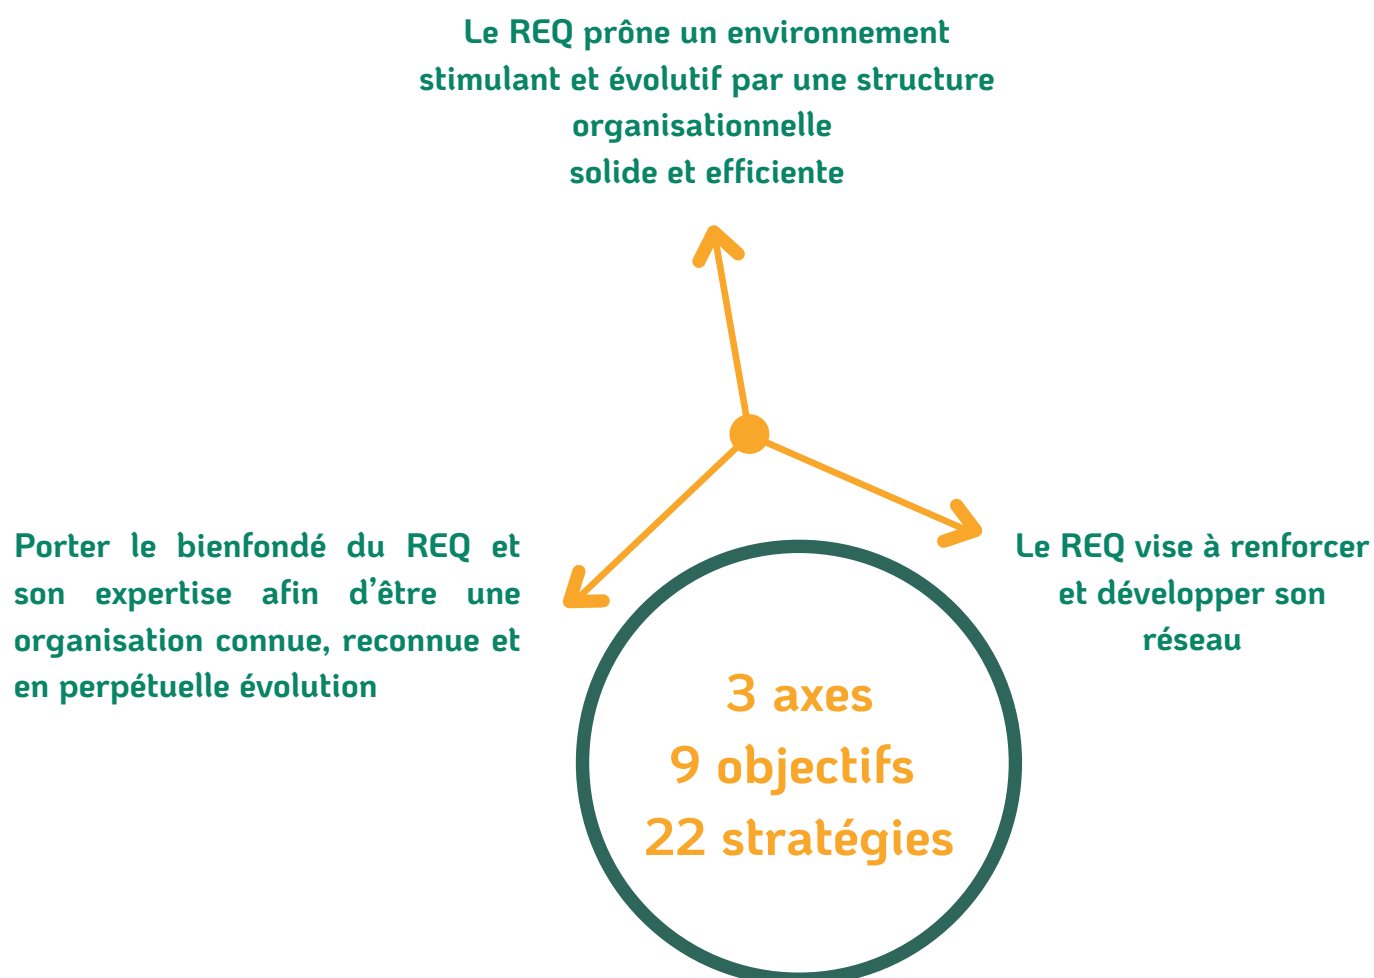 Le REQ prône un environnement
stimulant et évolutif par une structure
organisationnelle
solide et efficiente
Porter le bienfondé du REQ et
son expertise afin d’être une
organisation connue, reconnue et
en perpétuelle évolution
Le REQ vise à renforcer
et développer son
réseau
3 axes
9 objectifs
22 stratégies